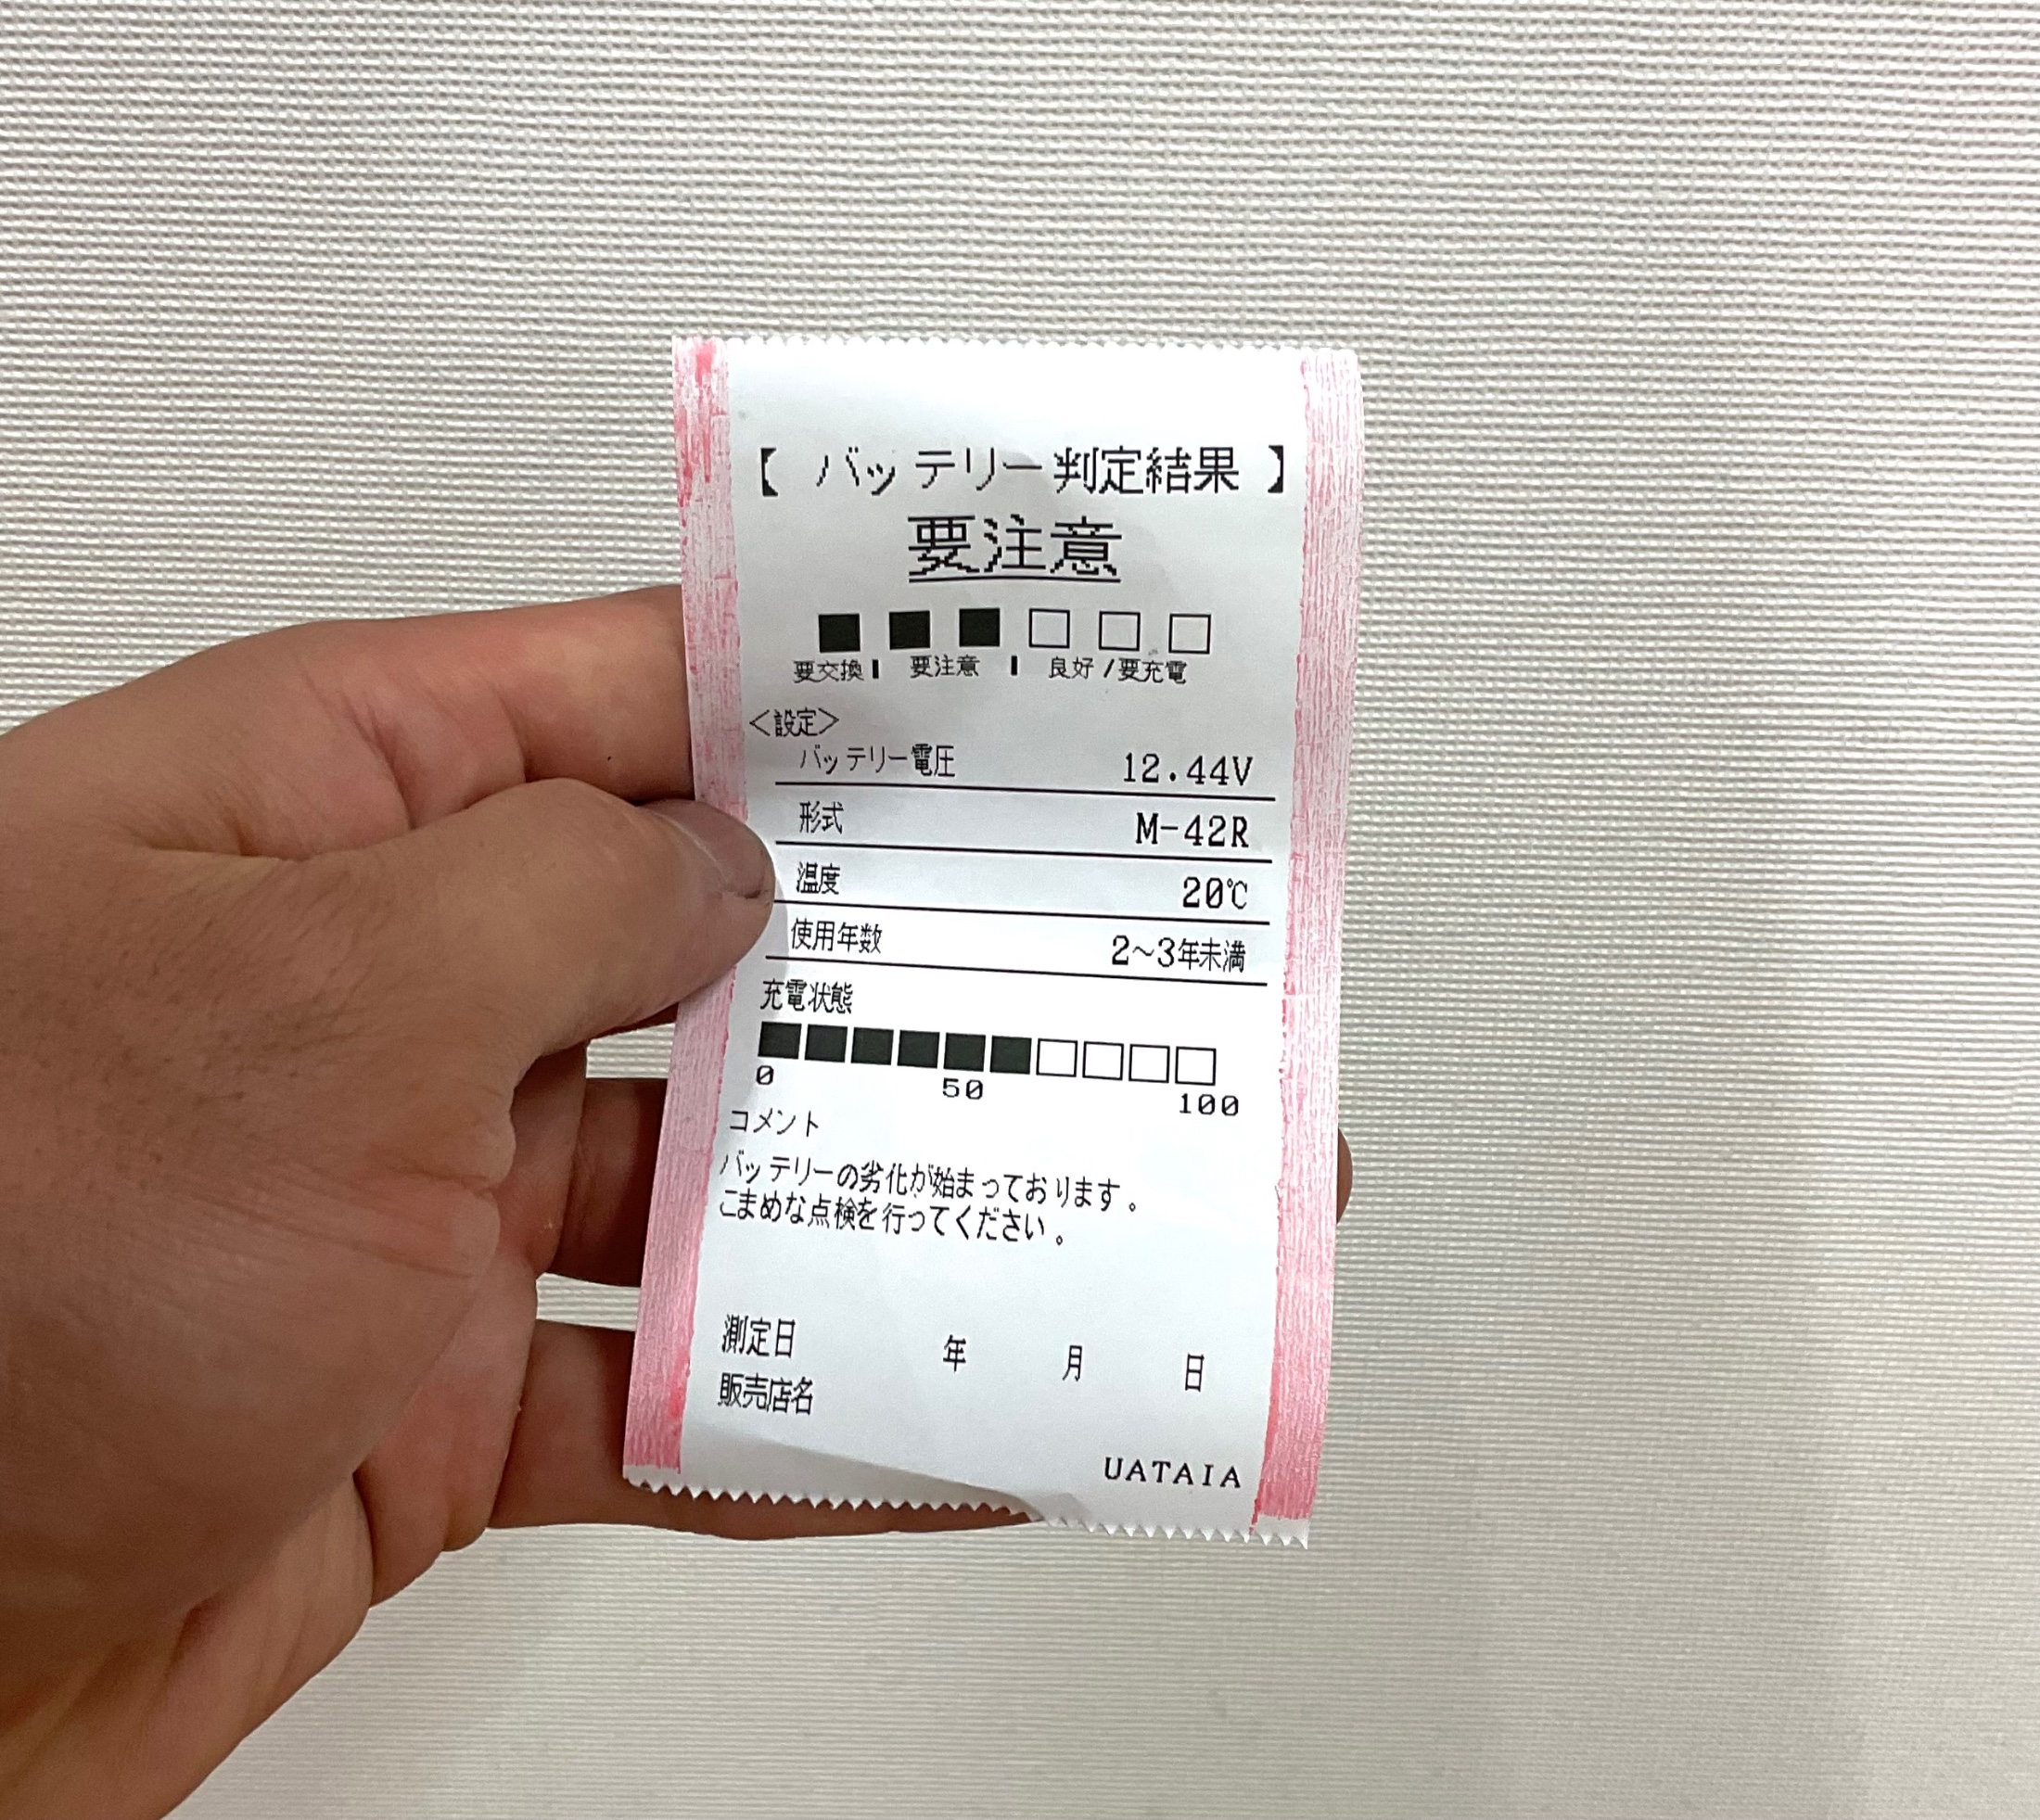 【 バッテリー判定結果 】
要注意
■ ■ ■ □ □ □
要交換 | 要注意 | 良好/要充電
<設定>
バッテリー電圧 12.44V
形式 M-42R
温度 20℃
使用年数 2~3年未満
充電状態
■■■■■■□□□□
0 50 100
コメント
バッテリーの劣化が始まっております。
こまめな点検を行ってください。
測定日 年 月 日
販売店名
UATAIA